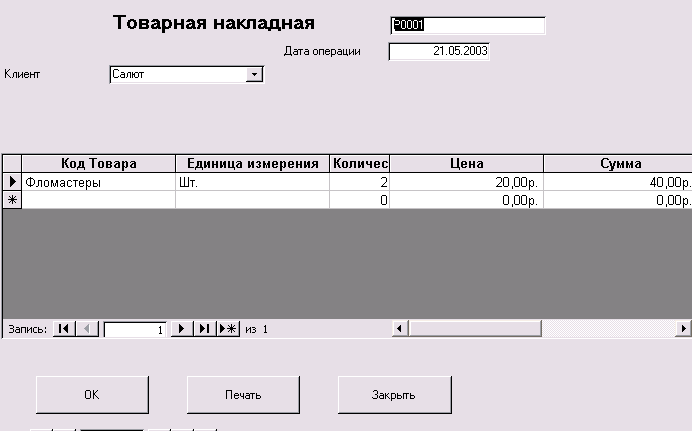 Товарная накладная P0001
Дата операции 21.05.2003
Клиент Салют
Код Товара Единица измерения Количес Цена Сумма
Фломастеры Шт. 2 20,00р. 40,00р.
0 0,00р. 0,00р.
Запись: 1 из 1
OK Печать Закрыть